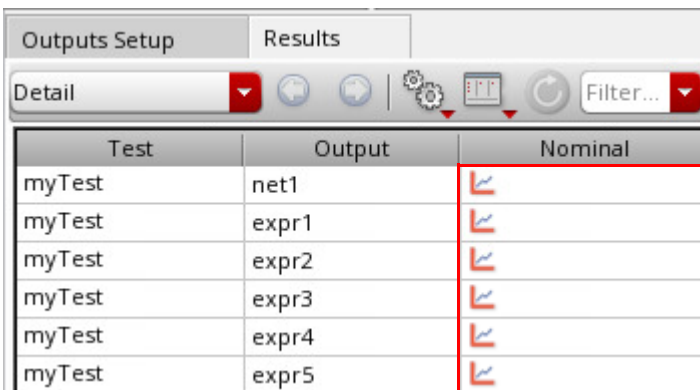 Outputs Setup Results
Detail Filter...
Test Output Nominal
myTest net1
myTest expr1
myTest expr2
myTest expr3
myTest expr4
myTest expr5